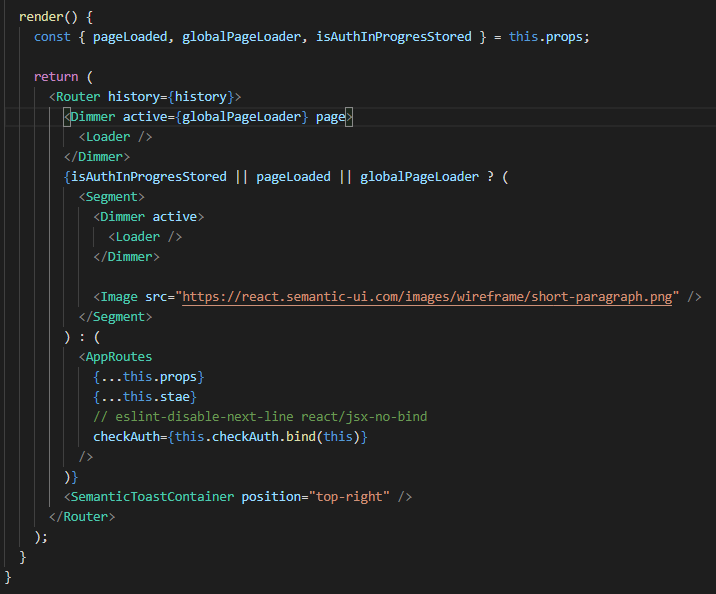 render() {
const { pageLoaded, globalPageLoader, isAuthInProgresStored } = this.props;
return (
<Router history={history}>
<Dimmer active={globalPageLoader} page>
<Loader />
</Dimmer>
{isAuthInProgresStored || pageLoaded || globalPageLoader ? (
<Segment>
<Dimmer active>
<Loader />
</Dimmer>
<Image src="https://react.semantic-ui.com/images/wireframe/short-paragraph.png" />
</Segment>
) : (
<AppRoutes
{...this.props}
{...this.stae}
// eslint-disable-next-line react/jsx-no-bind
checkAuth={this.checkAuth.bind(this)}
/>
)}
<SemanticToastContainer position="top-right" />
</Router>
);
}
}